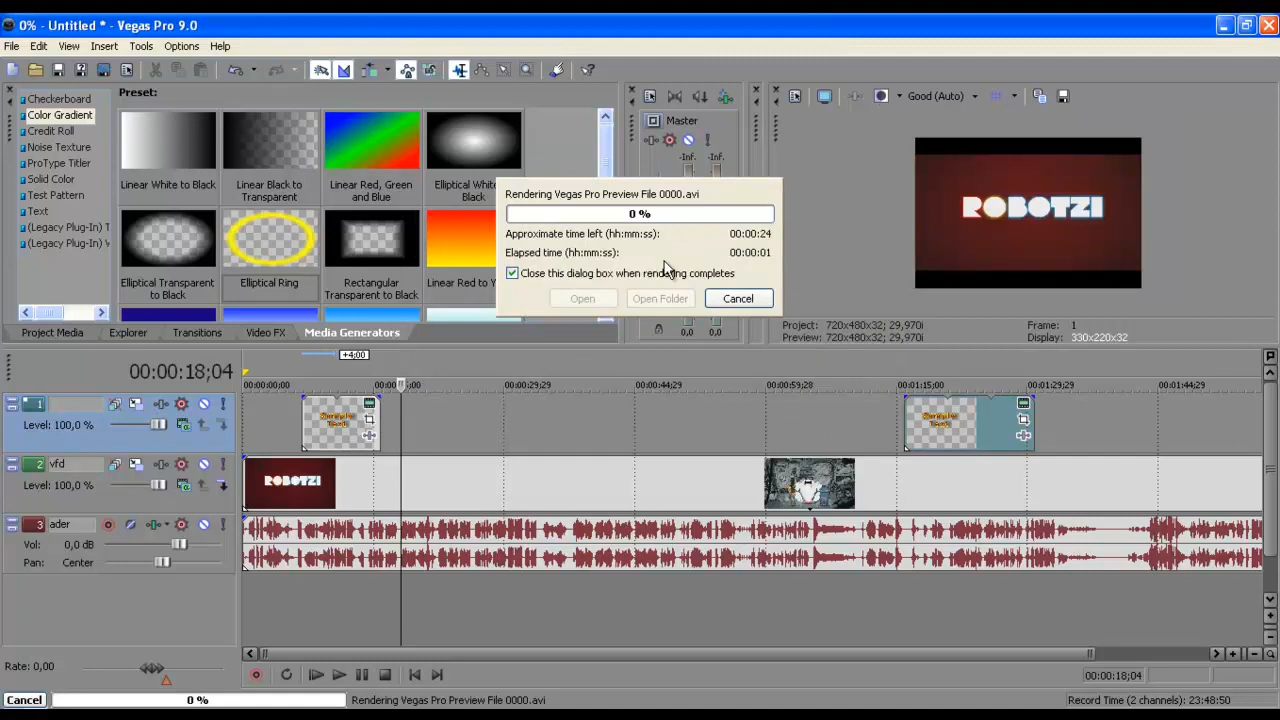 0% - Untitled * - Vegas Pro 9.0
File Edit View Insert Tools Options Help
Checkerboard
Color Gradient
Credit Roll
Noise Texture
ProType Titler
Solid Color
Test Pattern
Text
(Legacy Plug-In)
(Legacy Plug-In)
Preset:
Linear White to Black
Linear Black to Transparent
Linear Red, Green and Blue
Elliptical White Black
Elliptical Transparent to Black
Elliptical Ring
Rectangular Transparent to Black
Linear Red to Y
Project Media Explorer Transitions Video FX Media Generators
Master
-Inf. -Inf.
0,0 0,0
Good (Auto)
ROBOTZI
Project: 720x480x32; 29,970i
Preview: 720x480x32; 29,970i
Frame: 1
Display: 330x220x32
Rendering Vegas Pro Preview File 0000.avi
0 %
Approximate time left (hh:mm:ss): 00:00:24
Elapsed time (hh:mm:ss): 00:00:01
Close this dialog box when rendering completes
Open Open Folder Cancel
+4;00
00:00:18;04
00:00:00;00 00:00:29;29 00:00:44;29 00:00:59;28 00:01:15;00 00:01:29;29 00:01:44;29
1
Level: 100,0 %
2 vfd
Level: 100,0 %
ROBOTZI
3 ader
Vol: 0,0 dB
Pan: Center
Rate: 0,00
00:00:18;04
Cancel 0 % Rendering Vegas Pro Preview File 0000.avi
Record Time (2 channels): 23:48:50